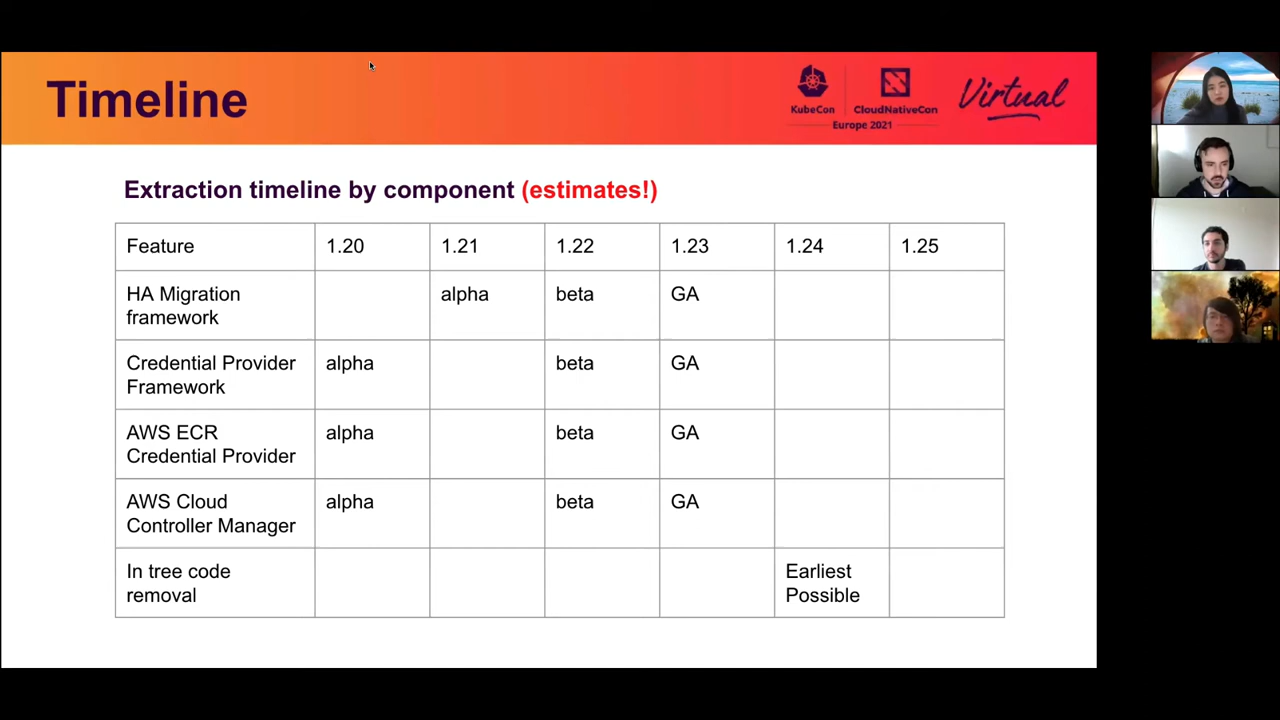 Timeline
KubeCon
CloudNativeCon
Europe 2021
Virtual
Extraction timeline by component (estimates!)
Feature 1.20 1.21 1.22 1.23 1.24 1.25
HA Migration
framework
alpha beta GA
Credential Provider
Framework
alpha beta GA
AWS ECR
Credential Provider
alpha beta GA
AWS Cloud
Controller Manager
alpha beta GA
In tree code
removal
Earliest
Possible